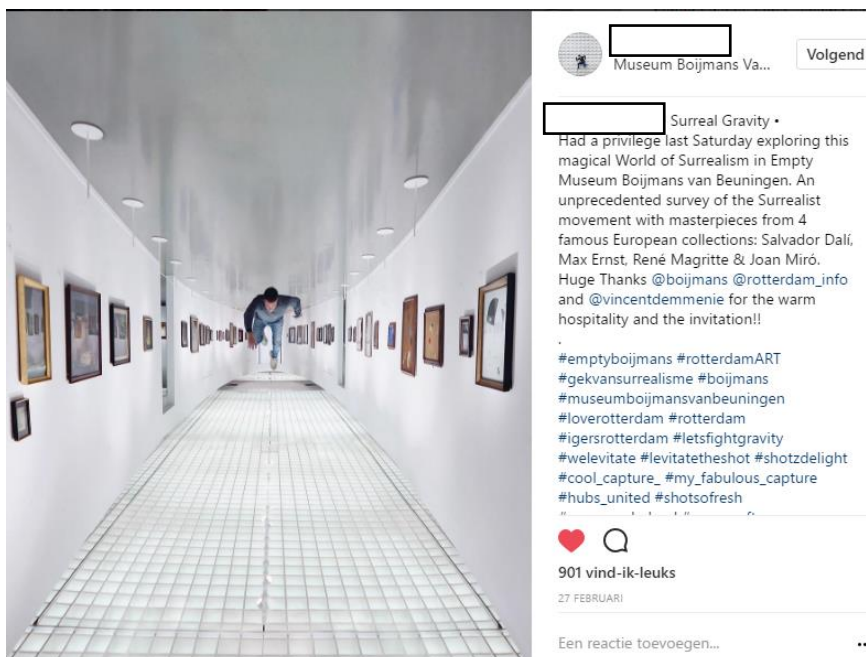 Museum Boijmans Va...
Volgend
Surreal Gravity •
Had a privilege last Saturday exploring this
magical World of Surrealism in Empty
Museum Boijmans van Beuningen. An
unprecedented survey of the Surrealist
movement with masterpieces from 4
famous European collections: Salvador Dalí,
Max Ernst, René Magritte & Joan Miró.
Huge Thanks @boijmans @rotterdam_info
and @vincentdemmenie for the warm
hospitality and the invitation!!
.
#emptyboijmans #rotterdamART
#gekvansurrealisme #boijmans
#museumboijmansvanbeuningen
#loverotterdam #rotterdam
#igersrotterdam #letsfightgravity
#welevitate #levitatetheshot #shotzdelight
#cool_capture_ #my_fabulous_capture
#hubs_united #shotsofresh
901 vind-ik-leuks
27 FEBRUARI
Een reactie toevoegen...